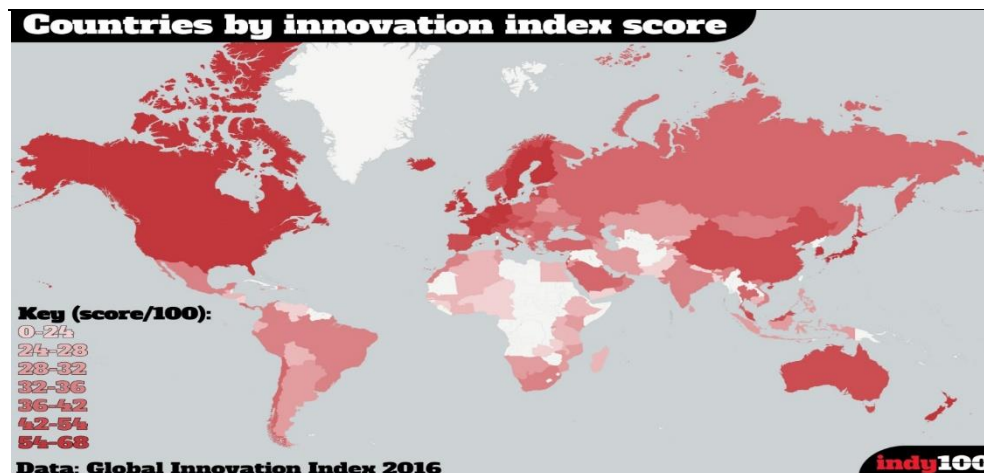 Countries by innovation index score
Key (score/100):
0-24
24-28
28-32
32-36
36-42
42-54
54-68
Data: Global Innovation Index 2016
indy100